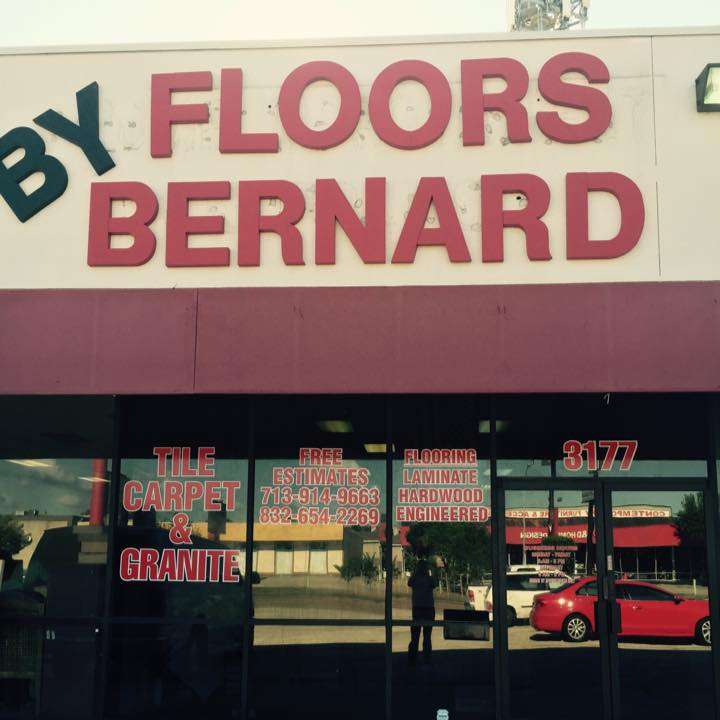 BY FLOORS
BERNARD
TILE
CARPET
&
GRANITE
FREE
ESTIMATES
713-914-9663
832-654-2269
FLOORING
LAMINATE
HARDWOOD
ENGINEERED
3177